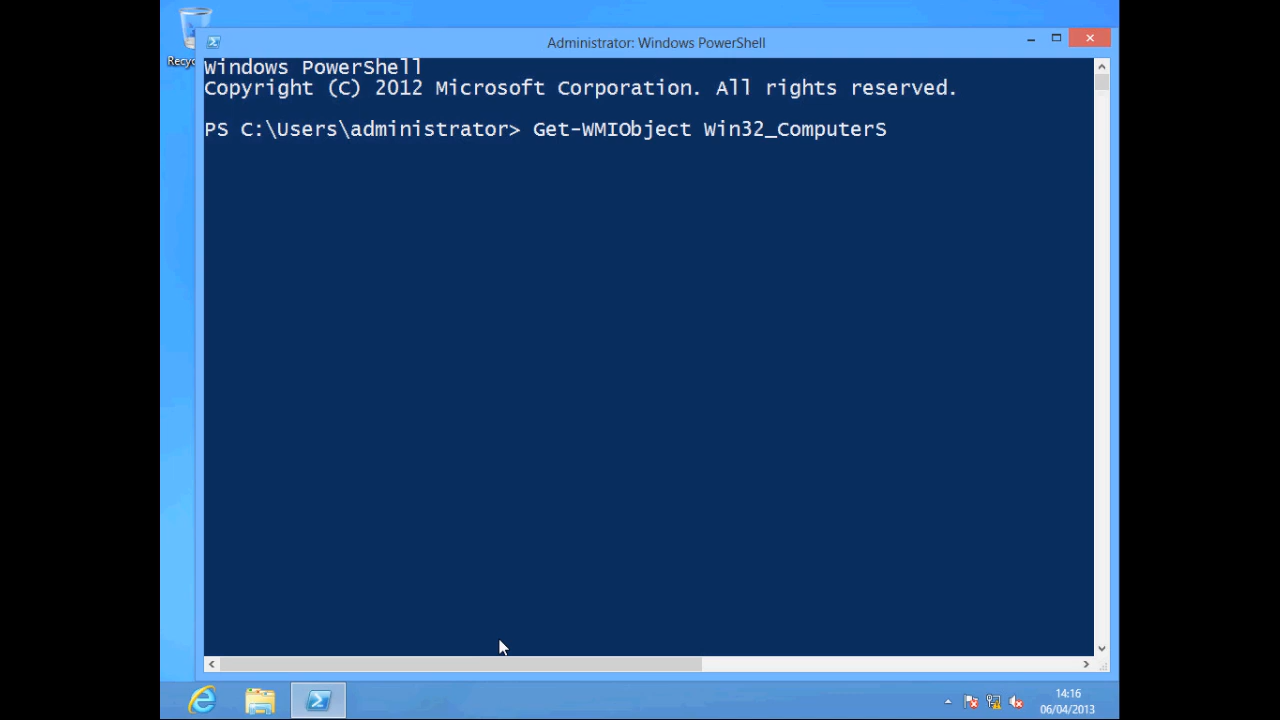 Administrator: Windows PowerShell
Windows PowerShell
Copyright (C) 2012 Microsoft Corporation. All rights reserved.
PS C:\Users\administrator> Get-WMIObject Win32_ComputerS
14:16
06/04/2013